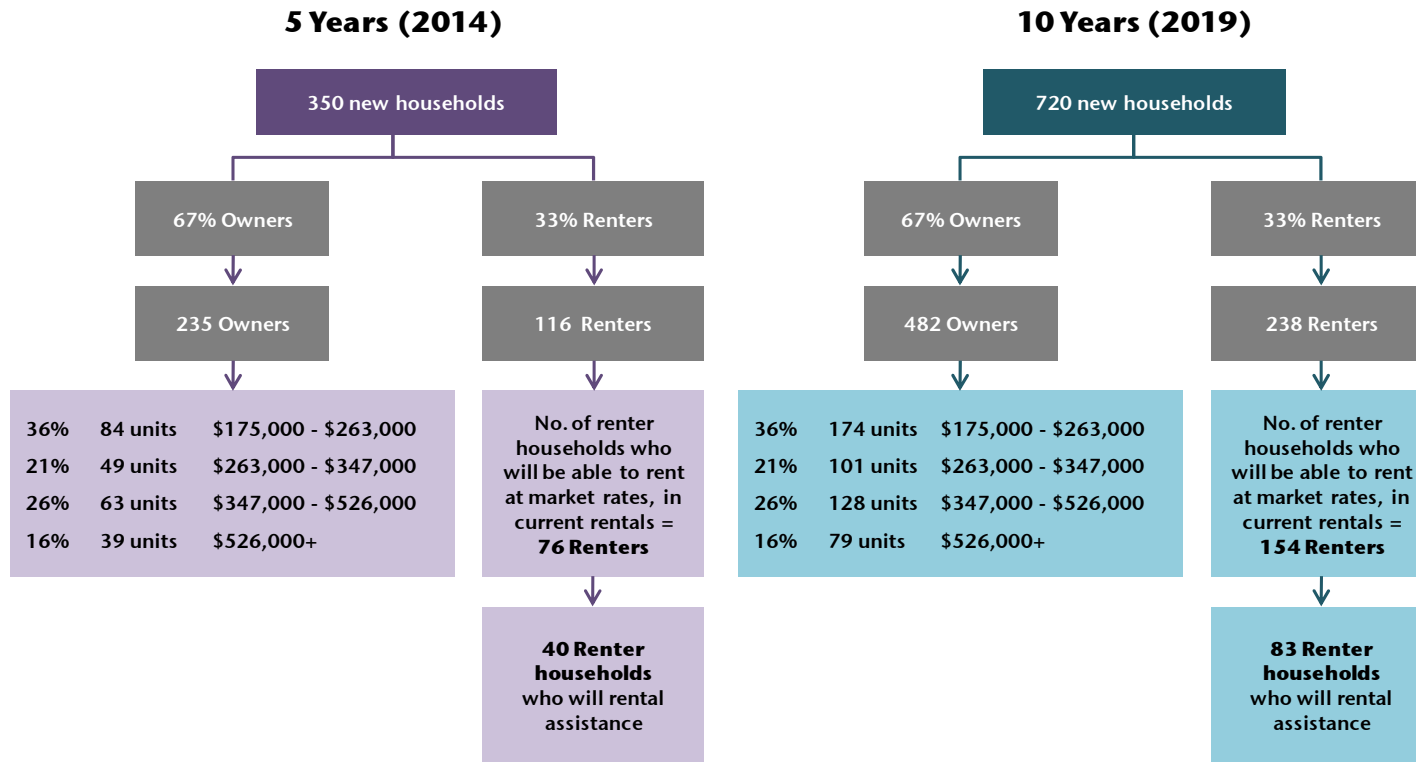 5 Years (2014)
350 new households
67% Owners
33% Renters
235 Owners
116 Renters
36% 84 units $175,000 - $263,000
21% 49 units $263,000 - $347,000
26% 63 units $347,000 - $526,000
16% 39 units $526,000+
No. of renter
households who
will be able to rent
at market rates, in
current rentals =
76 Renters
40 Renter
households
who will rental
assistance
10 Years (2019)
720 new households
67% Owners
33% Renters
482 Owners
238 Renters
36% 174 units $175,000 - $263,000
21% 101 units $263,000 - $347,000
26% 128 units $347,000 - $526,000
16% 79 units $526,000+
No. of renter
households who
will be able to rent
at market rates, in
current rentals =
154 Renters
83 Renter
households
who will rental
assistance